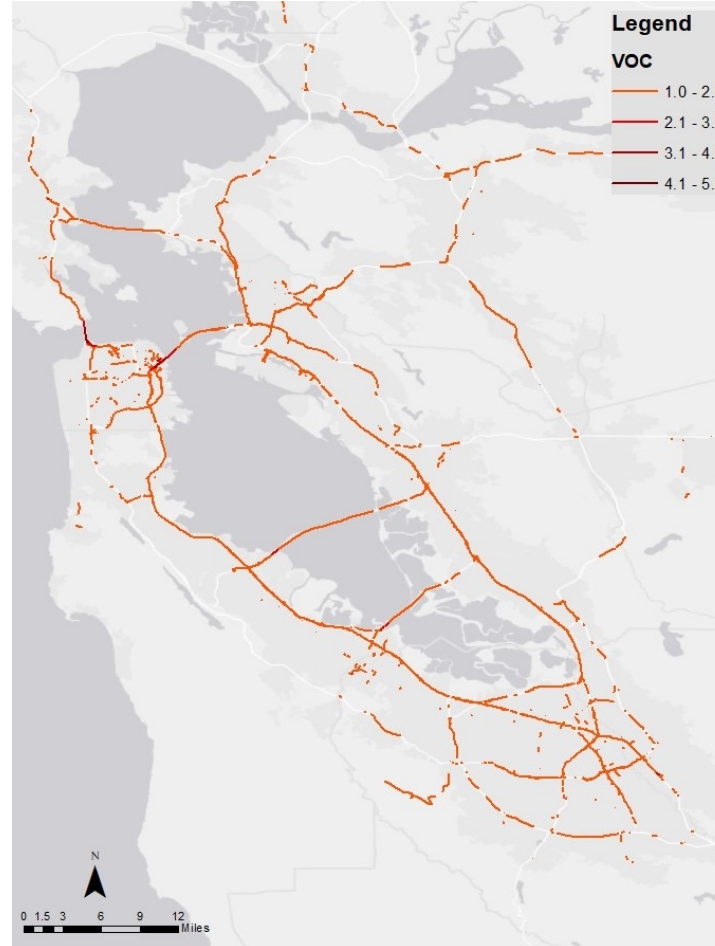 Legend
VOC
1.0 - 2.
2.1 - 3.
3.1 - 4.
4.1 - 5.
N
0 1.5 3 6 9 12
Miles